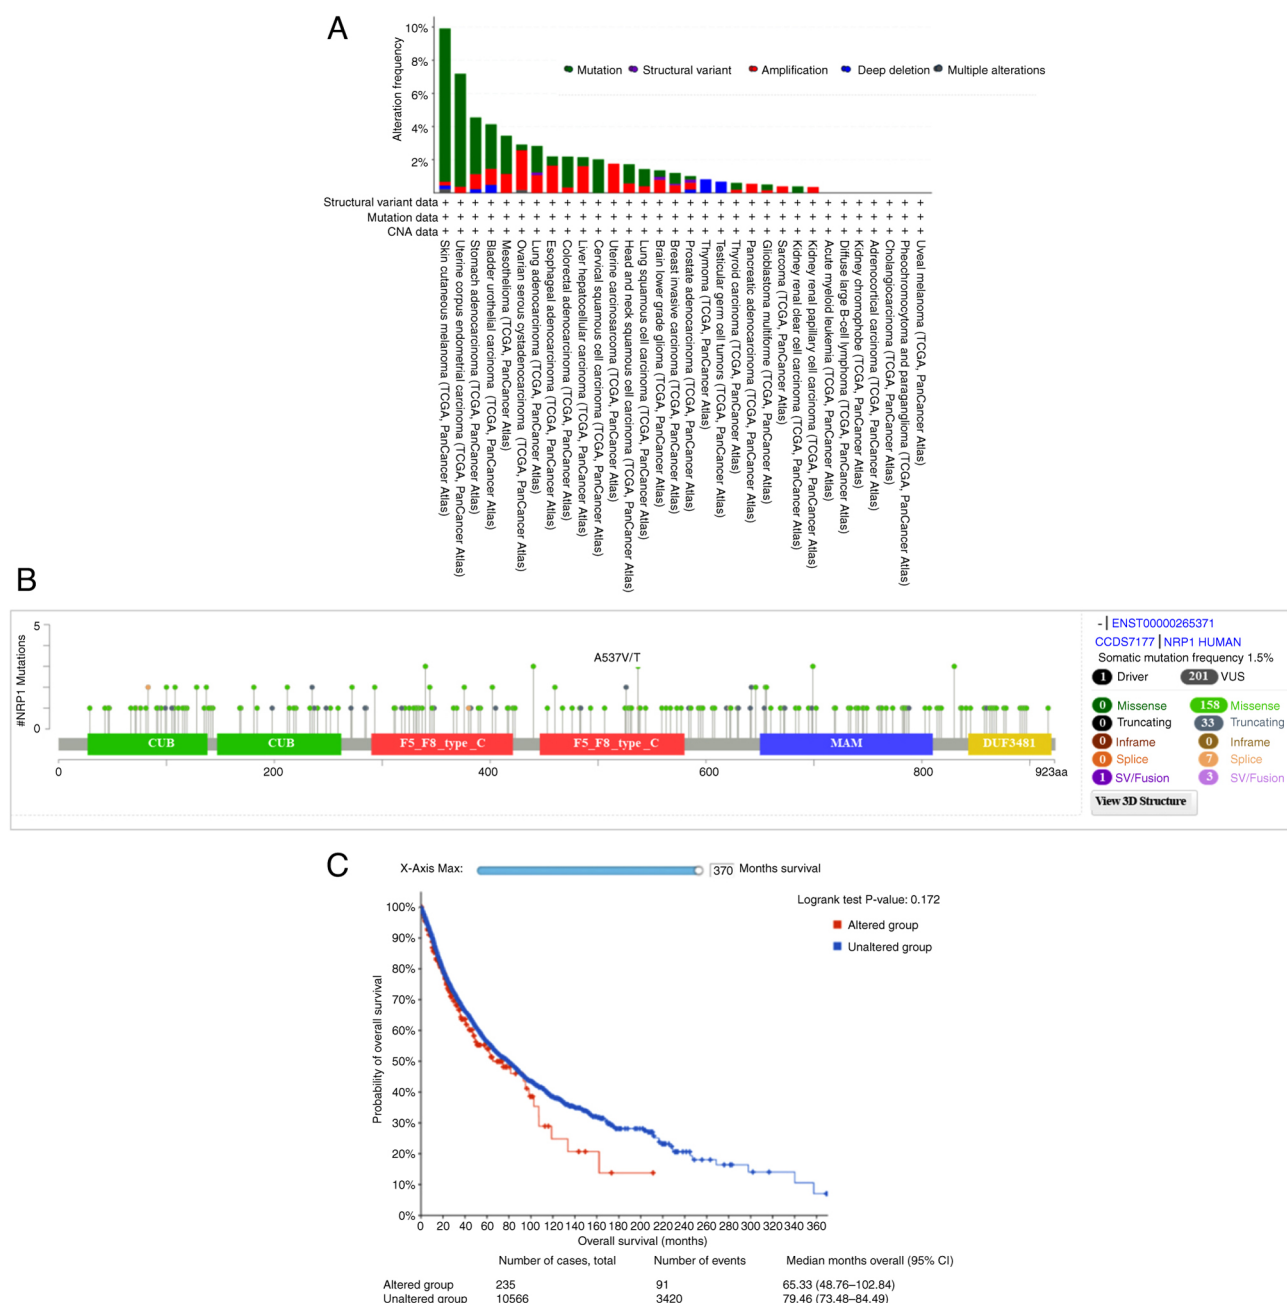 A
10%
8%
6%
4%
2%
Alteration frequency
Mutation Structural variant Amplification Deep deletion Multiple alterations
Structural variant data + + + + + + + + + + + + + + + + + + + + + + + + + + + + + + + +
Mutation data + + + + + + + + + + + + + + + + + + + + + + + + + + + + + + + +
CNA data + + + + + + + + + + + + + + + + + + + + + + + + + + + + + + + +
Skin cutaneous melanoma (TCGA, PanCancer Atlas)
Uterine corpus endometrial carcinoma (TCGA, PanCancer Atlas)
Stomach adenocarcinoma (TCGA, PanCancer Atlas)
Bladder urothelial carcinoma (TCGA, PanCancer Atlas)
Mesothelioma (TCGA, PanCancer Atlas)
Ovarian serous cystadenocarcinoma (TCGA, PanCancer Atlas)
Lung adenocarcinoma (TCGA, PanCancer Atlas)
Esophageal adenocarcinoma (TCGA, PanCancer Atlas)
Colorectal adenocarcinoma (TCGA, PanCancer Atlas)
Liver hepatocellular carcinoma (TCGA, PanCancer Atlas)
Cervical squamous cell carcinoma (TCGA, PanCancer Atlas)
Uterine carcinosarcoma (TCGA, PanCancer Atlas)
Head and neck squamous cell carcinoma (TCGA, PanCancer Atlas)
Lung squamous cell carcinoma (TCGA, PanCancer Atlas)
Brain lower grade glioma (TCGA, PanCancer Atlas)
Breast invasive carcinoma (TCGA, PanCancer Atlas)
Prostate adenocarcinoma (TCGA, PanCancer Atlas)
Thymoma (TCGA, PanCancer Atlas)
Testicular germ cell tumors (TCGA, PanCancer Atlas)
Thyroid carcinoma (TCGA, PanCancer Atlas)
Pancreatic adenocarcinoma (TCGA, PanCancer Atlas)
Glioblastoma multiforme (TCGA, PanCancer Atlas)
Sarcoma (TCGA, PanCancer Atlas)
Kidney renal clear cell carcinoma (TCGA, PanCancer Atlas)
Kidney renal papillary cell carcinoma (TCGA, PanCancer Atlas)
Acute myeloid leukemia (TCGA, PanCancer Atlas)
Diffuse large B-cell lymphoma (TCGA, PanCancer Atlas)
Kidney chromophobe (TCGA, PanCancer Atlas)
Adrenocortical carcinoma (TCGA, PanCancer Atlas)
Cholangiocarcinoma (TCGA, PanCancer Atlas)
Pheochromocytoma and paraganglioma (TCGA, PanCancer Atlas)
Uveal melanoma (TCGA, PanCancer Atlas)
B
#NRP1 Mutations
5
0
A537V/T
CUB CUB F5_F8_type_C F5_F8_type_C MAM DUF3481
0 200 400 600 800 923aa
- | ENST00000265371
CCDS7177 | NRP1 HUMAN
Somatic mutation frequency 1.5%
1 Driver 201 VUS
0 Missense 158 Missense
0 Truncating 33 Truncating
0 Inframe 0 Inframe
0 Splice 7 Splice
1 SV/Fusion 3 SV/Fusion
View 3D Structure
C
X-Axis Max: 370 Months survival
Logrank test P-value: 0.172
Altered group
Unaltered group
Probability of overall survival
100%
90%
80%
70%
60%
50%
40%
30%
20%
10%
0%
0 20 40 60 80 100 120 140 160 180 200 220 240 260 280 300 320 340 360
Overall survival (months)
Number of cases, total Number of events Median months overall (95% CI)
Altered group 235 91 65.33 (48.76–102.84)
Unaltered group 10566 3420 79.46 (73.48–84.49)